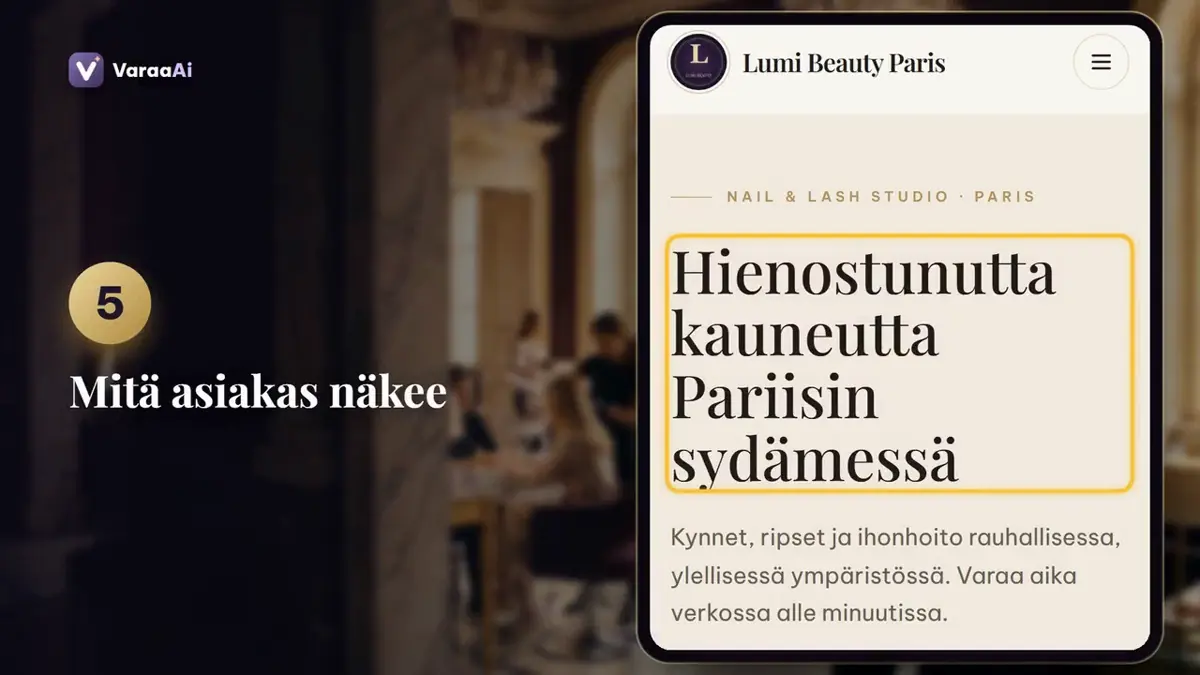 VaraaAi
5
Mitä asiakas näkee
L
Lumi Beauty Paris
NAIL & LASH STUDIO · PARIS
Hienostunutta
kauneutta
Pariisin
sydämessä
Kynnet, ripset ja ihonhoito rauhallisessa,
ylellisessä ympäristössä. Varaa aika
verkossa alle minuutissa.